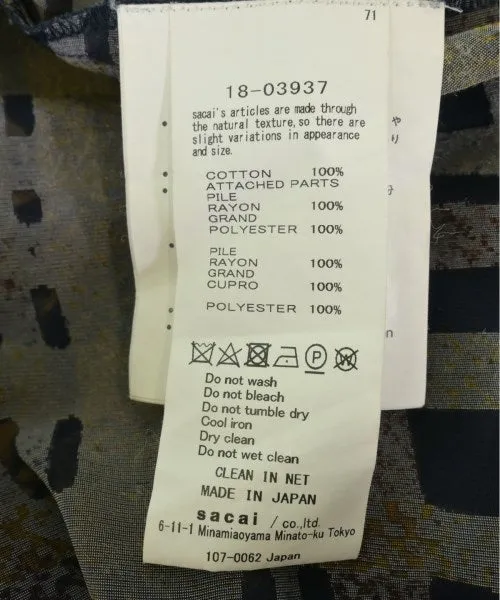 71
18-03937
sacai's articles are made through
the natural texture, so there are
slight variations in appearance
and size.
COTTON 100%
ATTACHED PARTS
PILE
RAYON 100%
GRAND
POLYESTER 100%
PILE
RAYON 100%
GRAND
CUPRO 100%
POLYESTER 100%
P
W
Do not wash
Do not bleach
Do not tumble dry
Cool iron
Dry clean
Do not wet clean
CLEAN IN NET
MADE IN JAPAN
sacai / co.,ltd.
6-11-1 Minamiaoyama Minato-ku Tokyo
107-0062 Japan
や
り
n